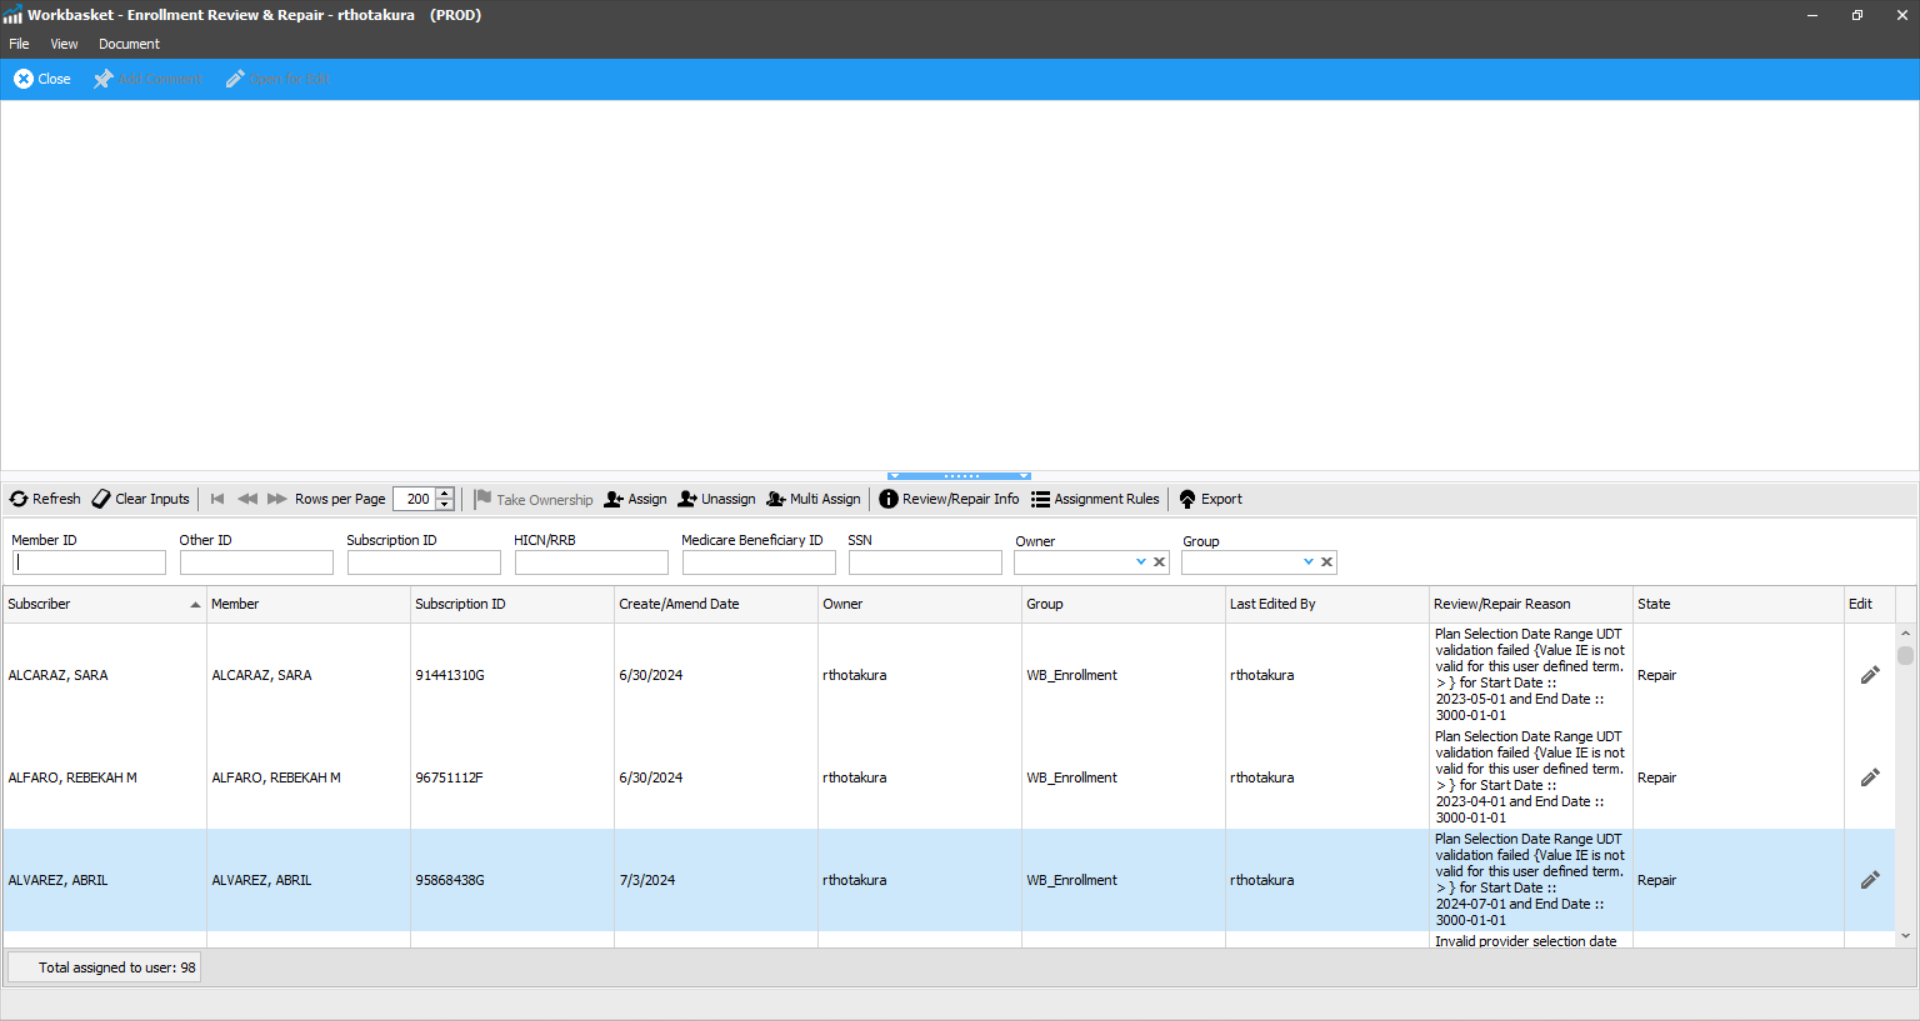 Workbasket - Enrollment Review & Repair - rthotakura (PROD)
File View Document
Close Add Comment Open for Edit
Refresh Clear Inputs Rows per Page 200 Take Ownership Assign Unassign Multi Assign Review/Repair Info Assignment Rules Export
Member ID Other ID Subscription ID HICN/RRB Medicare Beneficiary ID SSN Owner Group
Subscriber Member Subscription ID Create/Amend Date Owner Group Last Edited By Review/Repair Reason State Edit
ALCARAZ, SARA ALCARAZ, SARA 91441310G 6/30/2024 rthotakura WB_Enrollment rthotakura
Plan Selection Date Range UDT
validation failed {Value IE is not
valid for this user defined term.
> } for Start Date ::
2023-05-01 and End Date ::
3000-01-01
Repair
ALFARO, REBEKAH M ALFARO, REBEKAH M 96751112F 6/30/2024 rthotakura WB_Enrollment rthotakura
Plan Selection Date Range UDT
validation failed {Value IE is not
valid for this user defined term.
> } for Start Date ::
2023-04-01 and End Date ::
3000-01-01
Repair
ALVAREZ, ABRIL ALVAREZ, ABRIL 95868438G 7/3/2024 rthotakura WB_Enrollment rthotakura
Plan Selection Date Range UDT
validation failed {Value IE is not
valid for this user defined term.
> } for Start Date ::
2024-07-01 and End Date ::
3000-01-01
Repair
Invalid provider selection date
Total assigned to user: 98